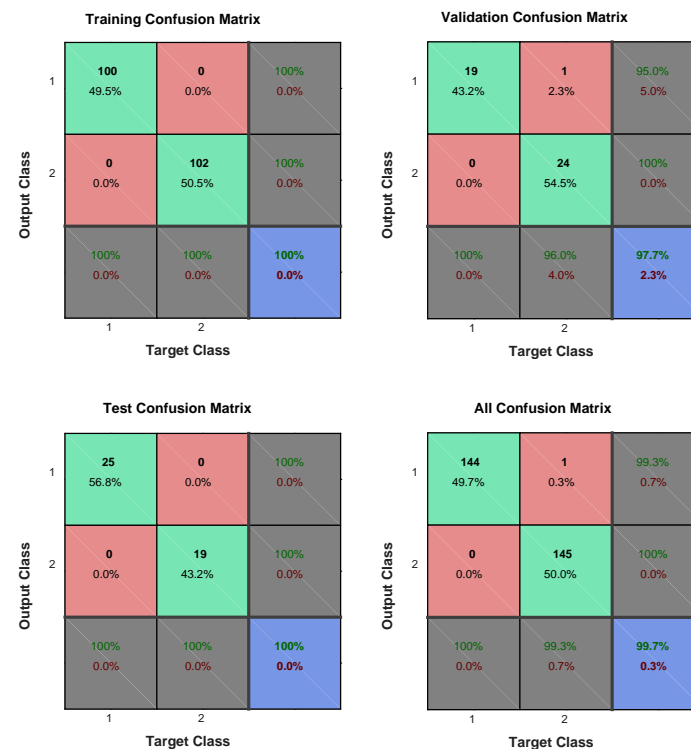 Training Confusion Matrix
100 0 100%
49.5% 0.0% 0.0%
1
0 102 100%
0.0% 50.5% 0.0%
2
100% 100% 100%
0.0% 0.0% 0.0%
1 2
Target Class
Output Class
Validation Confusion Matrix
19 1 95.0%
43.2% 2.3% 5.0%
1
0 24 100%
0.0% 54.5% 0.0%
2
100% 96.0% 97.7%
0.0% 4.0% 2.3%
1 2
Target Class
Output Class
Test Confusion Matrix
25 0 100%
56.8% 0.0% 0.0%
1
0 19 100%
0.0% 43.2% 0.0%
2
100% 100% 100%
0.0% 0.0% 0.0%
1 2
Target Class
Output Class
All Confusion Matrix
144 1 99.3%
49.7% 0.3% 0.7%
1
0 145 100%
0.0% 50.0% 0.0%
2
100% 99.3% 99.7%
0.0% 0.7% 0.3%
1 2
Target Class
Output Class